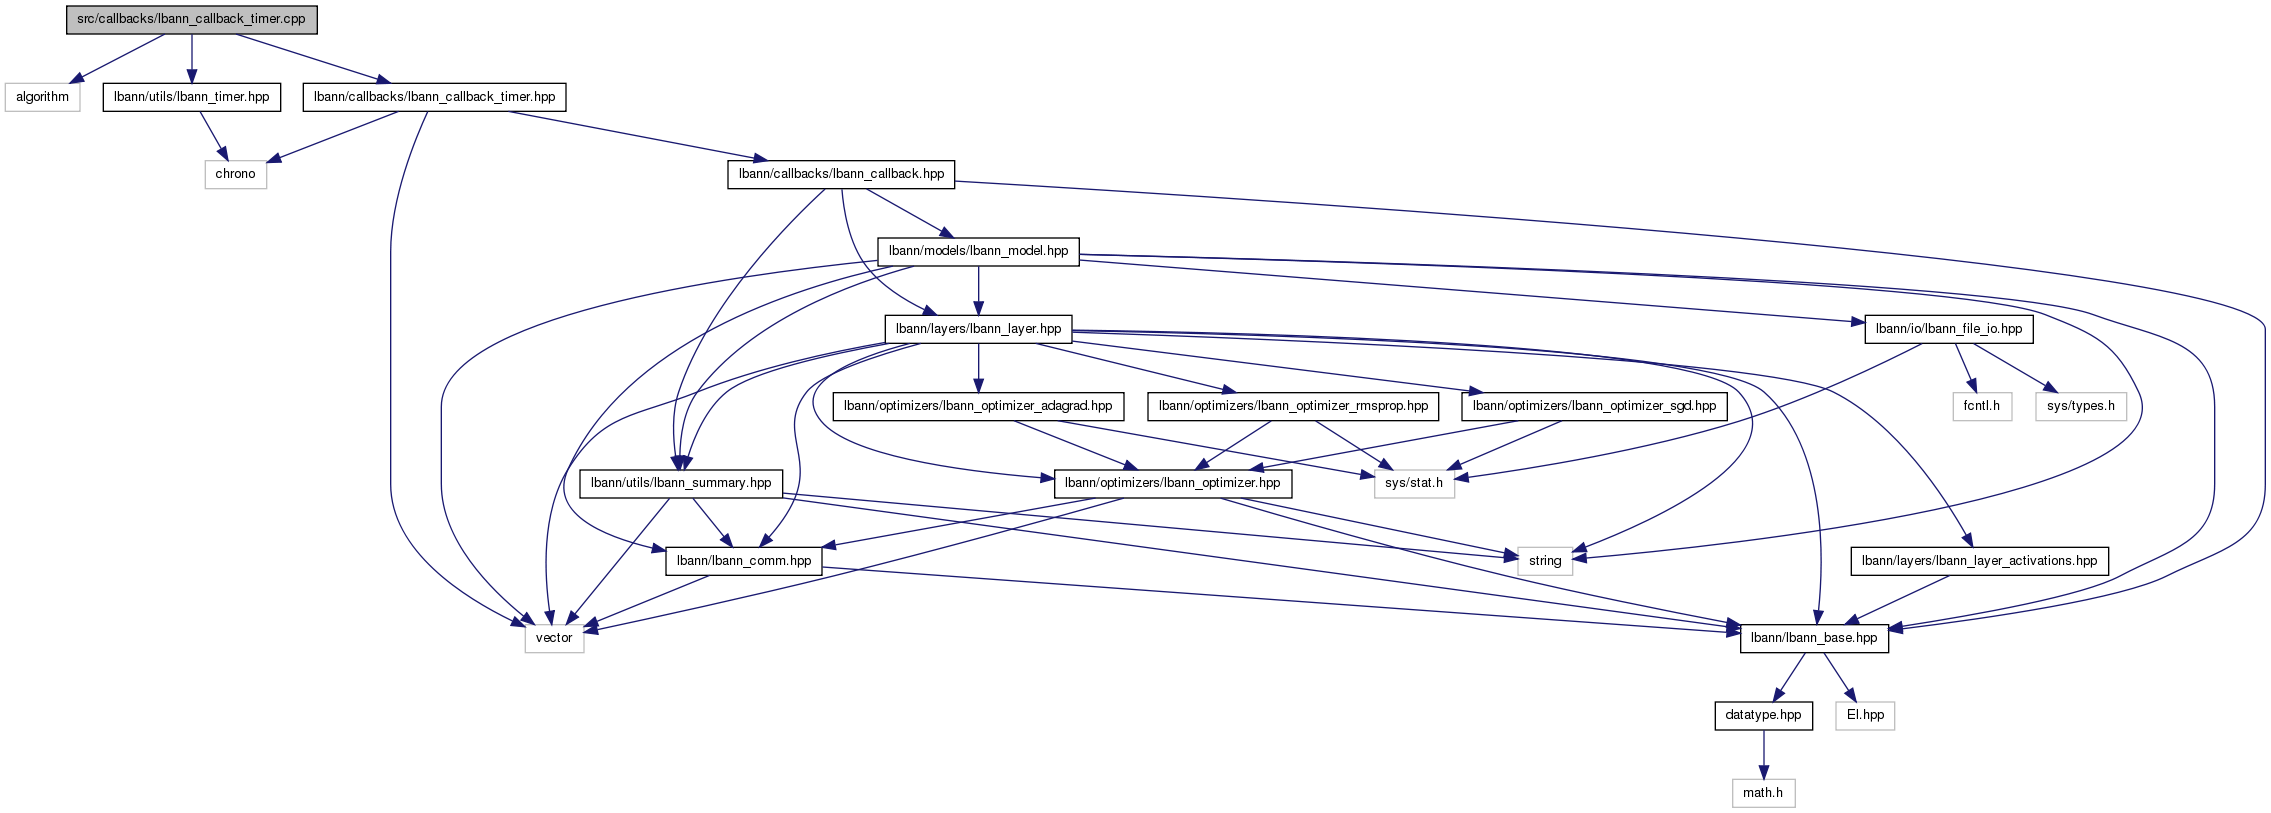 src/callbacks/lbann_callback_timer.cpp
algorithm
lbann/utils/lbann_timer.hpp
lbann/callbacks/lbann_callback_timer.hpp
chrono
lbann/callbacks/lbann_callback.hpp
lbann/models/lbann_model.hpp
lbann/layers/lbann_layer.hpp
lbann/io/lbann_file_io.hpp
lbann/optimizers/lbann_optimizer_adagrad.hpp
lbann/optimizers/lbann_optimizer_rmsprop.hpp
lbann/optimizers/lbann_optimizer_sgd.hpp
fcntl.h
sys/types.h
lbann/utils/lbann_summary.hpp
lbann/optimizers/lbann_optimizer.hpp
sys/stat.h
lbann/lbann_comm.hpp
string
lbann/layers/lbann_layer_activations.hpp
vector
lbann/lbann_base.hpp
datatype.hpp
El.hpp
math.h